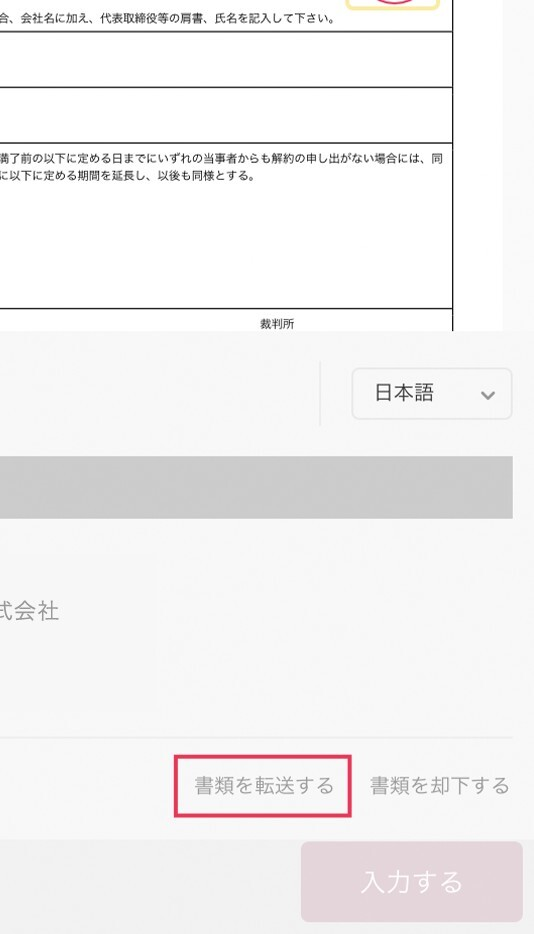 合、会社名に加え、代表取締役等の肩書、氏名を記入して下さい。
満了前の以下に定める日までにいずれの当事者からも解約の申し出がない場合には、同
に以下に定める期間を延長し、以後も同様とする。
裁判所
日本語
式会社
書類を転送する 書類を却下する
入力する